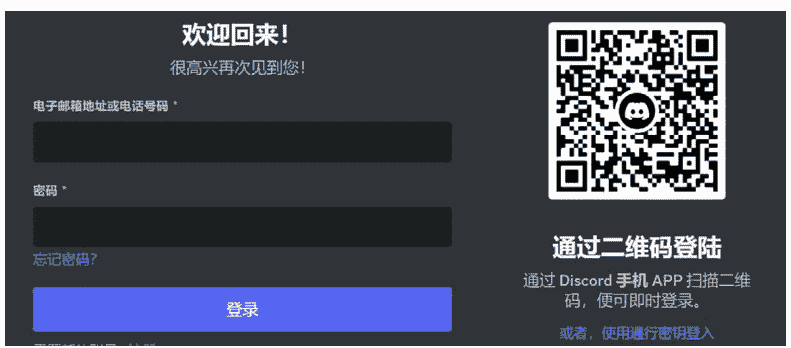 欢迎回来！
很高兴再次见到您！
电子邮箱地址或电话号码 *
密码 *
忘记密码？
登录
通过二维码登陆
通过 Discord 手机 APP 扫描二维
码，便可即时登录。
或者，使用通行密钥登入